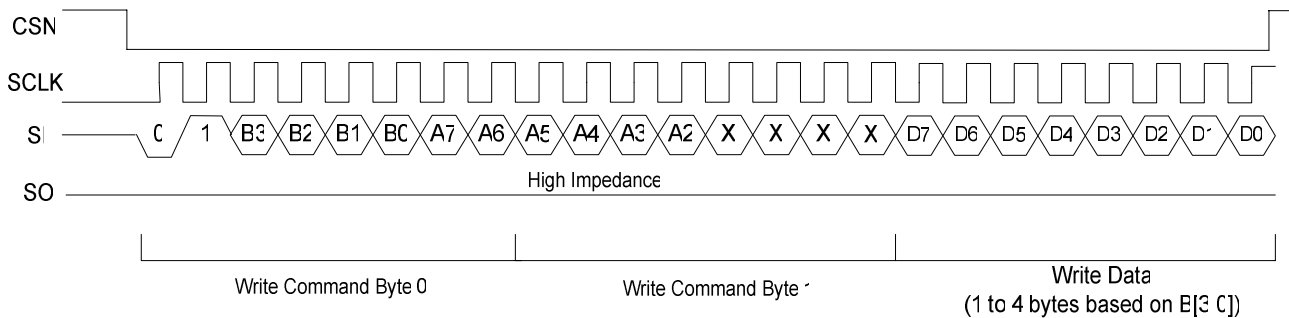 CSN
SCLK
SI 0 1 B3 B2 B1 B0 A7 A6 A5 A4 A3 A2 X X X X D7 D6 D5 D4 D3 D2 D1 D0
SO High Impedance
Write Command Byte 0 Write Command Byte 1 Write Data
(1 to 4 bytes based on B[3:0])